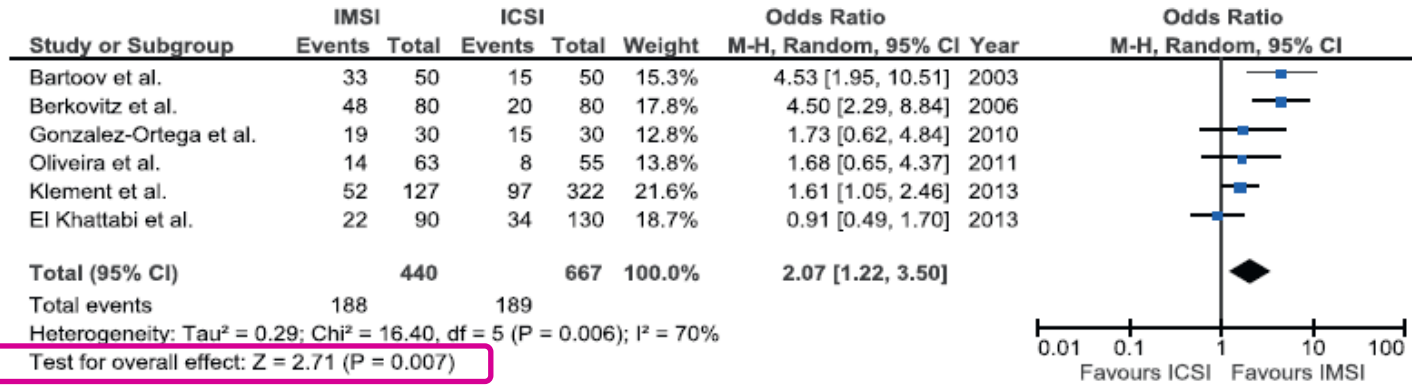 IMSI ICSI Odds Ratio Odds Ratio
Study or Subgroup Events Total Events Total Weight M-H, Random, 95% CI Year M-H, Random, 95% CI
Bartoov et al. 33 50 15 50 15.3% 4.53 [1.95, 10.51] 2003
Berkovitz et al. 48 80 20 80 17.8% 4.50 [2.29, 8.84] 2006
Gonzalez-Ortega et al. 19 30 15 30 12.8% 1.73 [0.62, 4.84] 2010
Oliveira et al. 14 63 8 55 13.8% 1.68 [0.65, 4.37] 2011
Klement et al. 52 127 97 322 21.6% 1.61 [1.05, 2.46] 2013
El Khattabi et al. 22 90 34 130 18.7% 0.91 [0.49, 1.70] 2013
Total (95% CI) 440 667 100.0% 2.07 [1.22, 3.50]
Total events 188 189
Heterogeneity: Tau² = 0.29; Chi² = 16.40, df = 5 (P = 0.006); I² = 70%
Test for overall effect: Z = 2.71 (P = 0.007)
0.01 0.1 1 10 100
Favours ICSI Favours IMSI